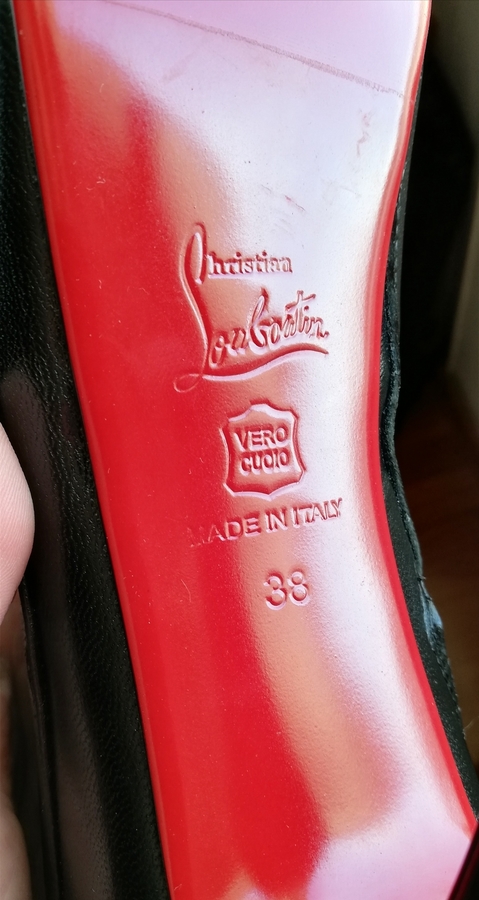 Christian
Louboutin
VERO
CUOIO
MADE IN ITALY
38